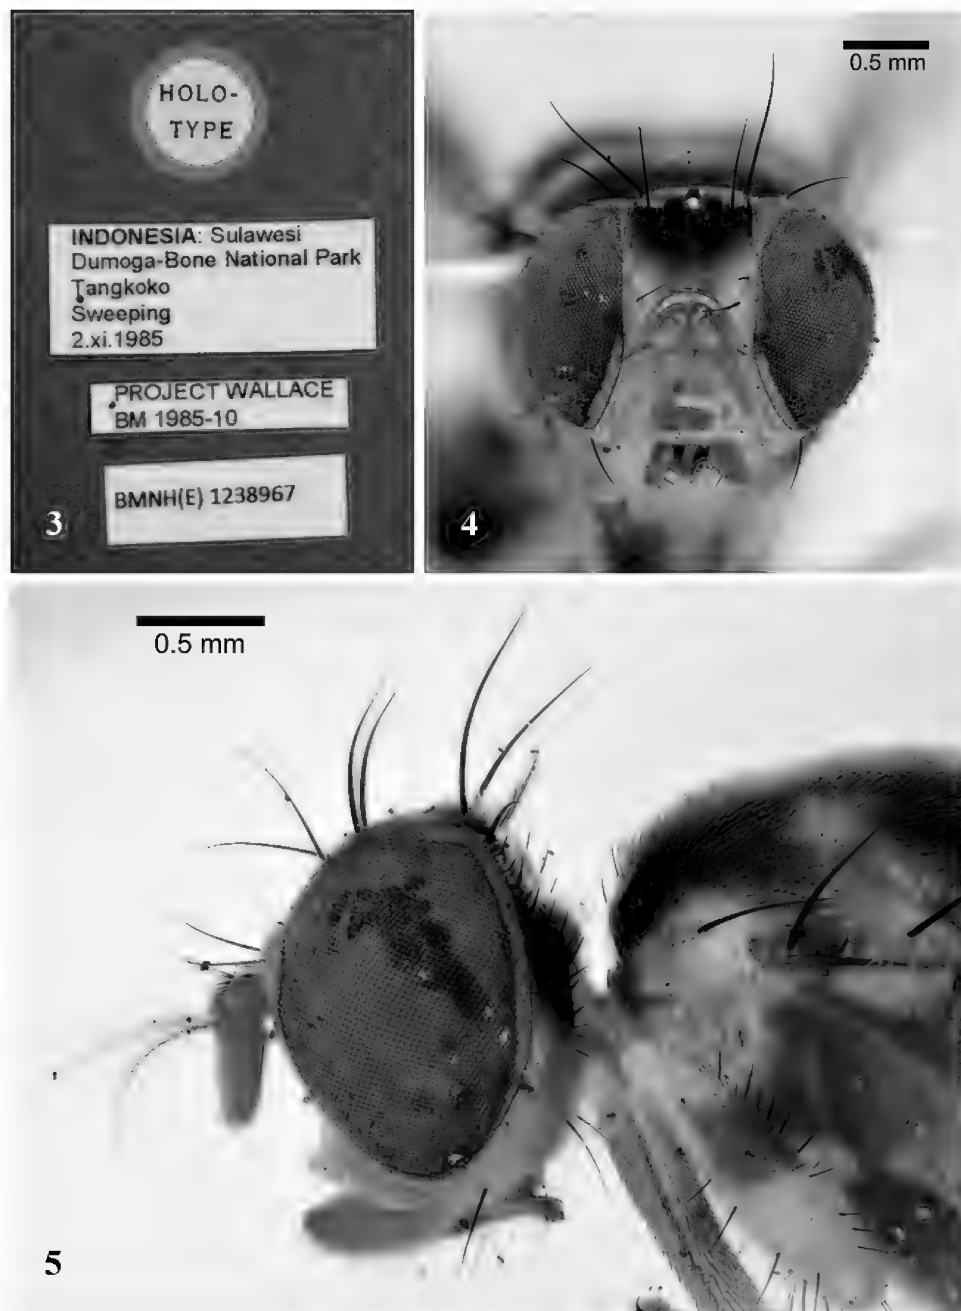 HOLO-
TYPE
INDONESIA: Sulawesi
Dumoga-Bone National Park
Tangkoko
Sweeping
2.xi.1985
PROJECT WALLACE
BM 1985-10
BMNH(E) 1238967
3
0.5 mm
4
0.5 mm
5